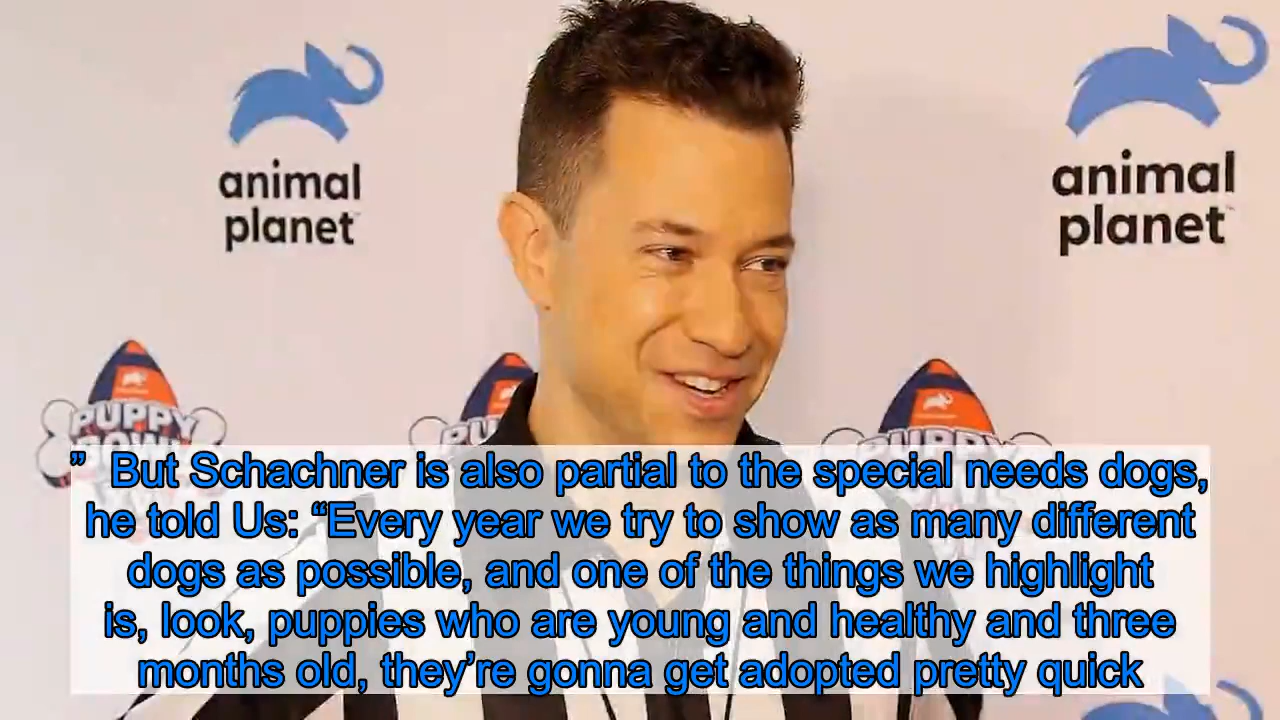 animal
planet
animal
planet
PUPPY
BOWL
PUPPY
” But Schachner is also partial to the special needs dogs,
he told Us: “Every year we try to show as many different
dogs as possible, and one of the things we highlight
is, look, puppies who are young and healthy and three
months old, they’re gonna get adopted pretty quick